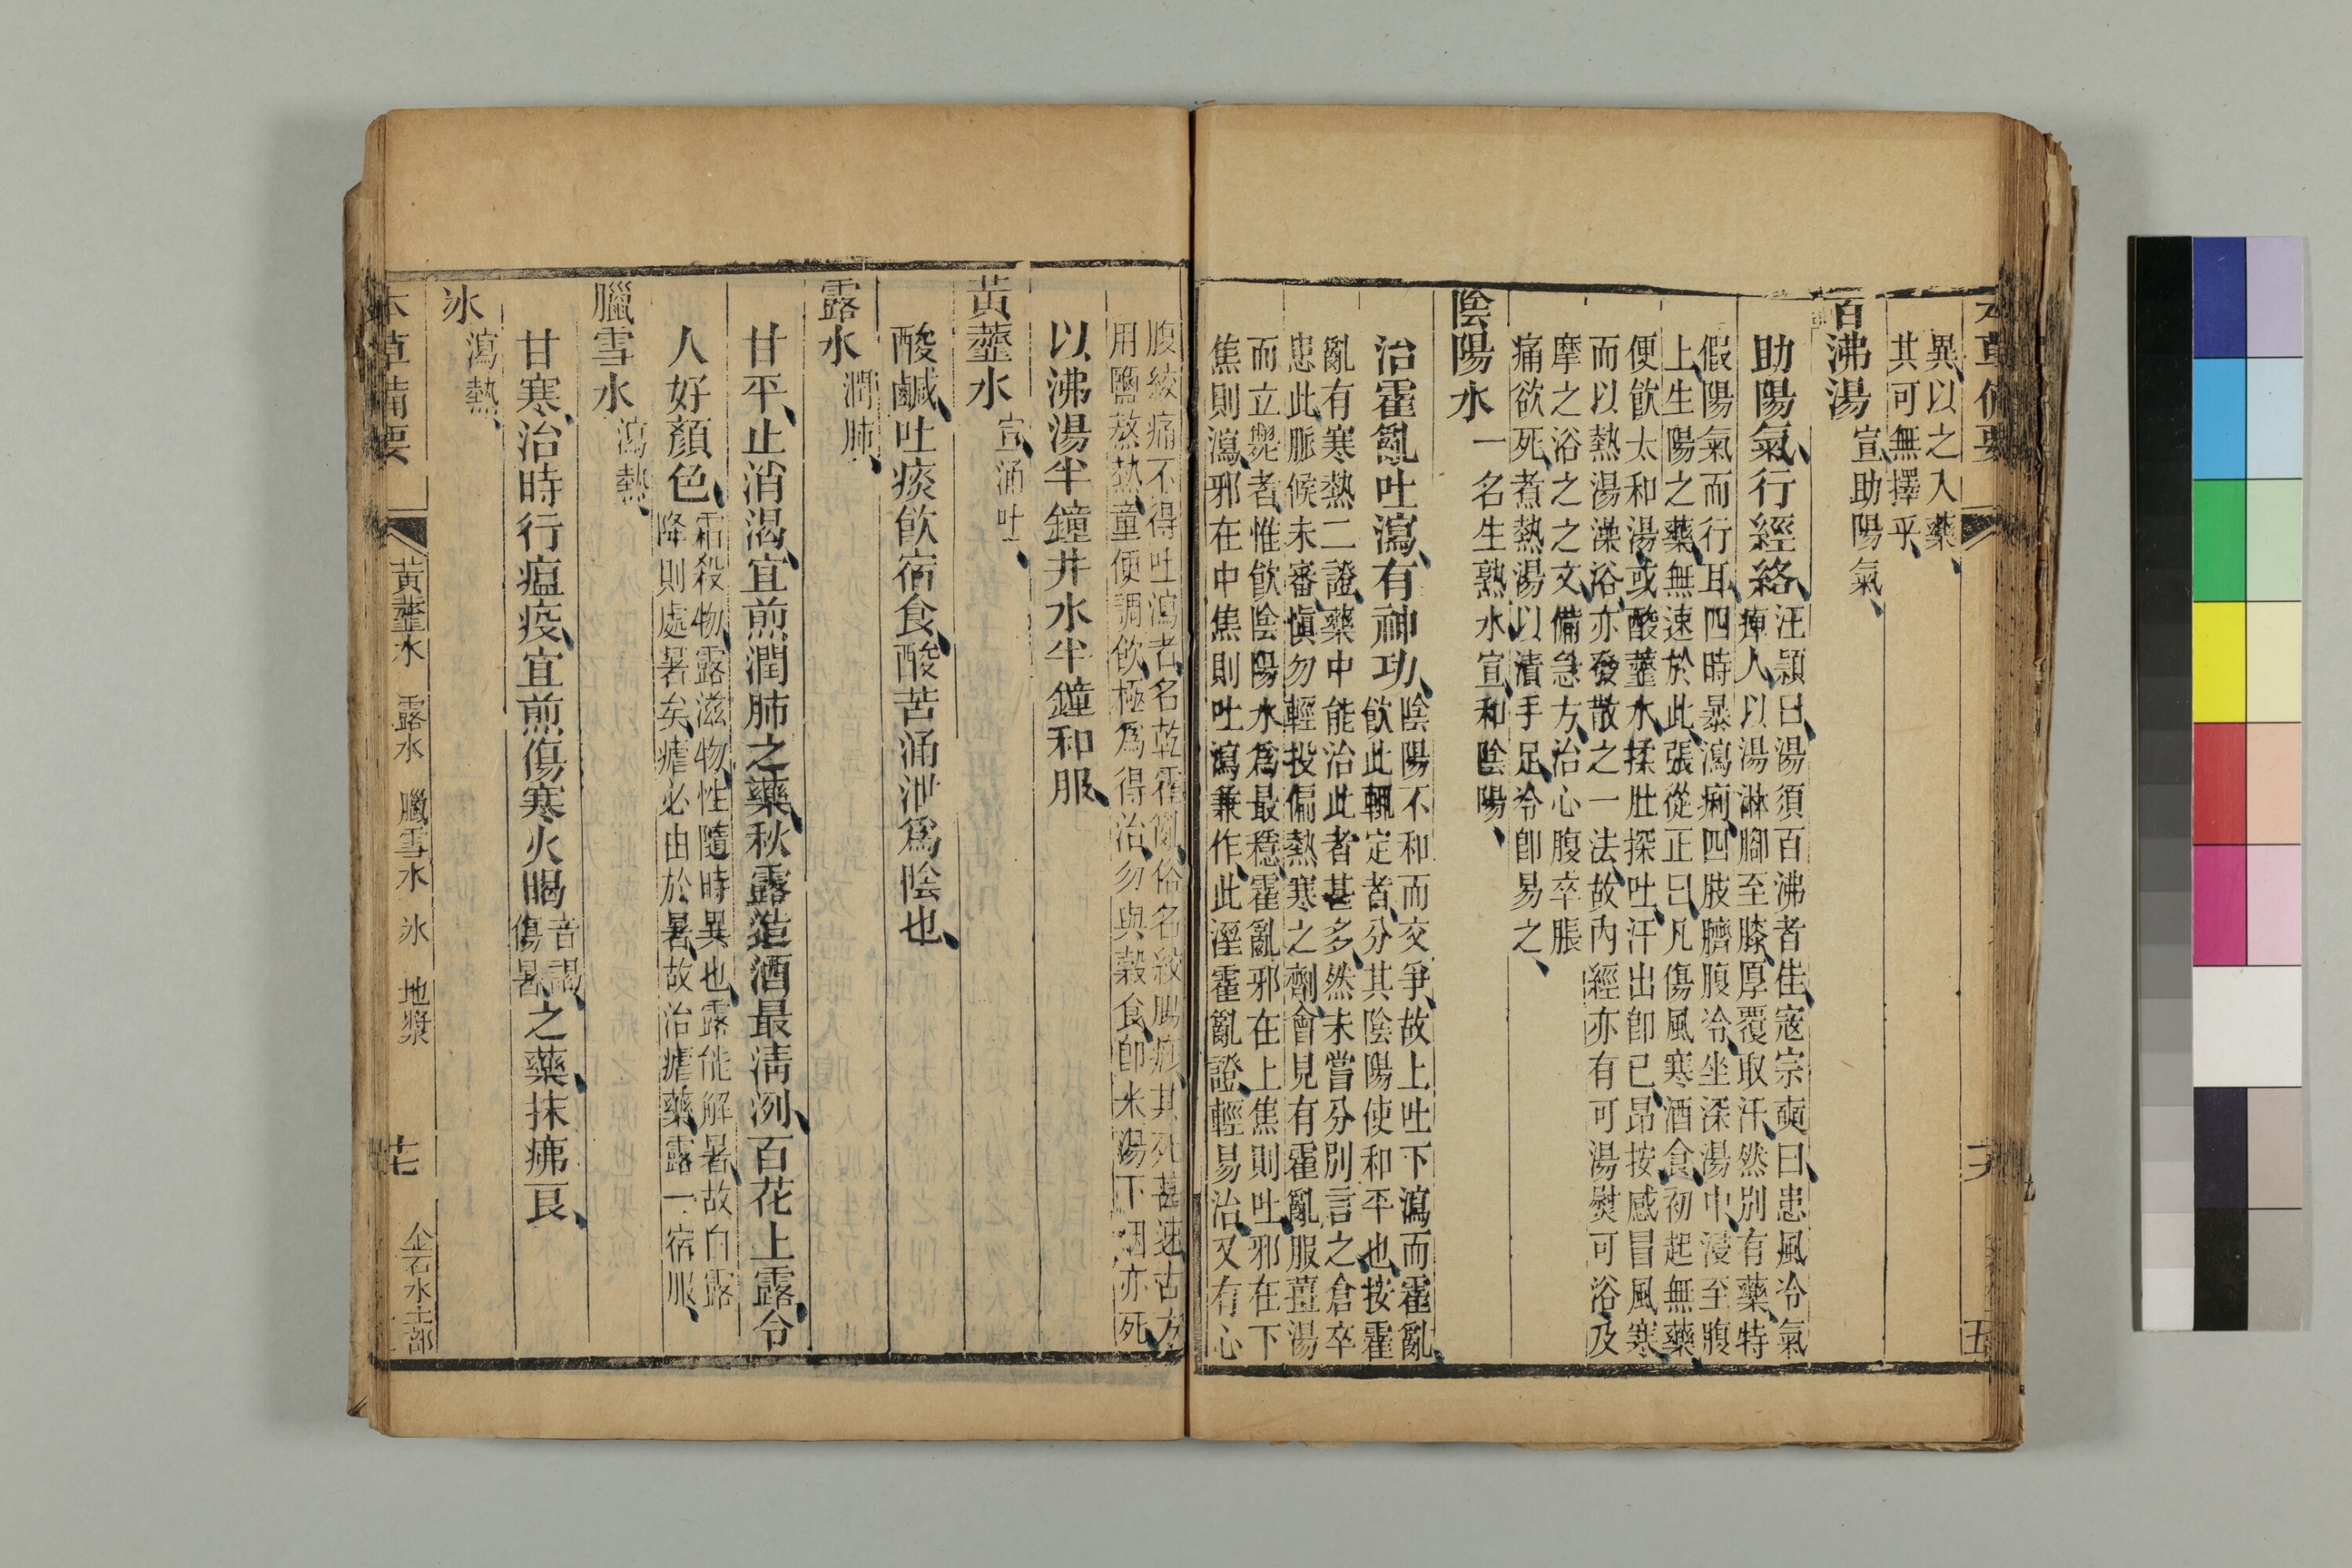 異、以之入藥、
其可無擇乎、
百沸湯 宣助陽氣、
助陽氣、行經絡、汪頴曰、湯須百沸者佳、寇宗奭曰、患風冷氣
痺人、以湯淋腳至膝、厚覆取汗、然別有藥、特
假陽氣而行耳、四時暴瀉痢、四肢臍腹冷、坐深湯中、浸至腹
上、生陽之藥、無速於此、張從正曰、凡傷風寒酒食、初起無藥、
便飲太和湯、或酸虀水、揉肚探吐、汗出即已、昂按感冒風寒、
而以熱湯澡浴、亦發散之一法、故内經亦有可湯熨可浴、及
摩之浴之之文、備急方、治心腹卒脹
痛欲死、煮熱湯以漬手足、冷即易之、
陰陽水 一名生熟水、宣、和陰陽、
治霍亂吐瀉、有神功、陰陽不和而交爭、故上吐下瀉而霍亂、
飲此輒定者、分其陰陽使和平也、按霍
亂有寒熱二證、藥中能治此者甚多、然未嘗分別言之、倉卒
患此、脈候未審、慎勿輕投偏熱寒之劑、會見有霍亂服薑湯
而立斃者、惟飲陰陽水爲最穩、霍亂邪在上焦則吐、邪在下
焦則瀉、邪在中焦則吐瀉兼作、此溼霍亂證、輕易治、又有心
腹絞痛不得吐瀉者、名乾霍亂、俗名絞腸痧、其死甚速、古方
用鹽熬熱、童便調飲、極爲得治、勿與穀食、即米湯下咽亦死、
以沸湯半鐘井水半鐘和服、
黃虀水 宣、涌吐、
酸鹹、吐痰飲宿食、酸苦涌泄爲陰也、
露水 潤肺、
甘平、止消渴、宜煎潤肺之藥、秋露造酒最清洌、百花上露、令
人好顏色、霜殺物、露滋物、性隨時異也、露能解暑、故白露
降則處暑矣、瘧必由於暑、故治瘧藥、露一宿服、
臘雪水 瀉熱、
甘寒、治時行瘟疫、宜煎傷寒火暍音謁、傷暑之藥、抹疿良、
冰 瀉熱、
本草備要 黃虀水 露水 臘雪水 冰 地漿 芒 金石水土部